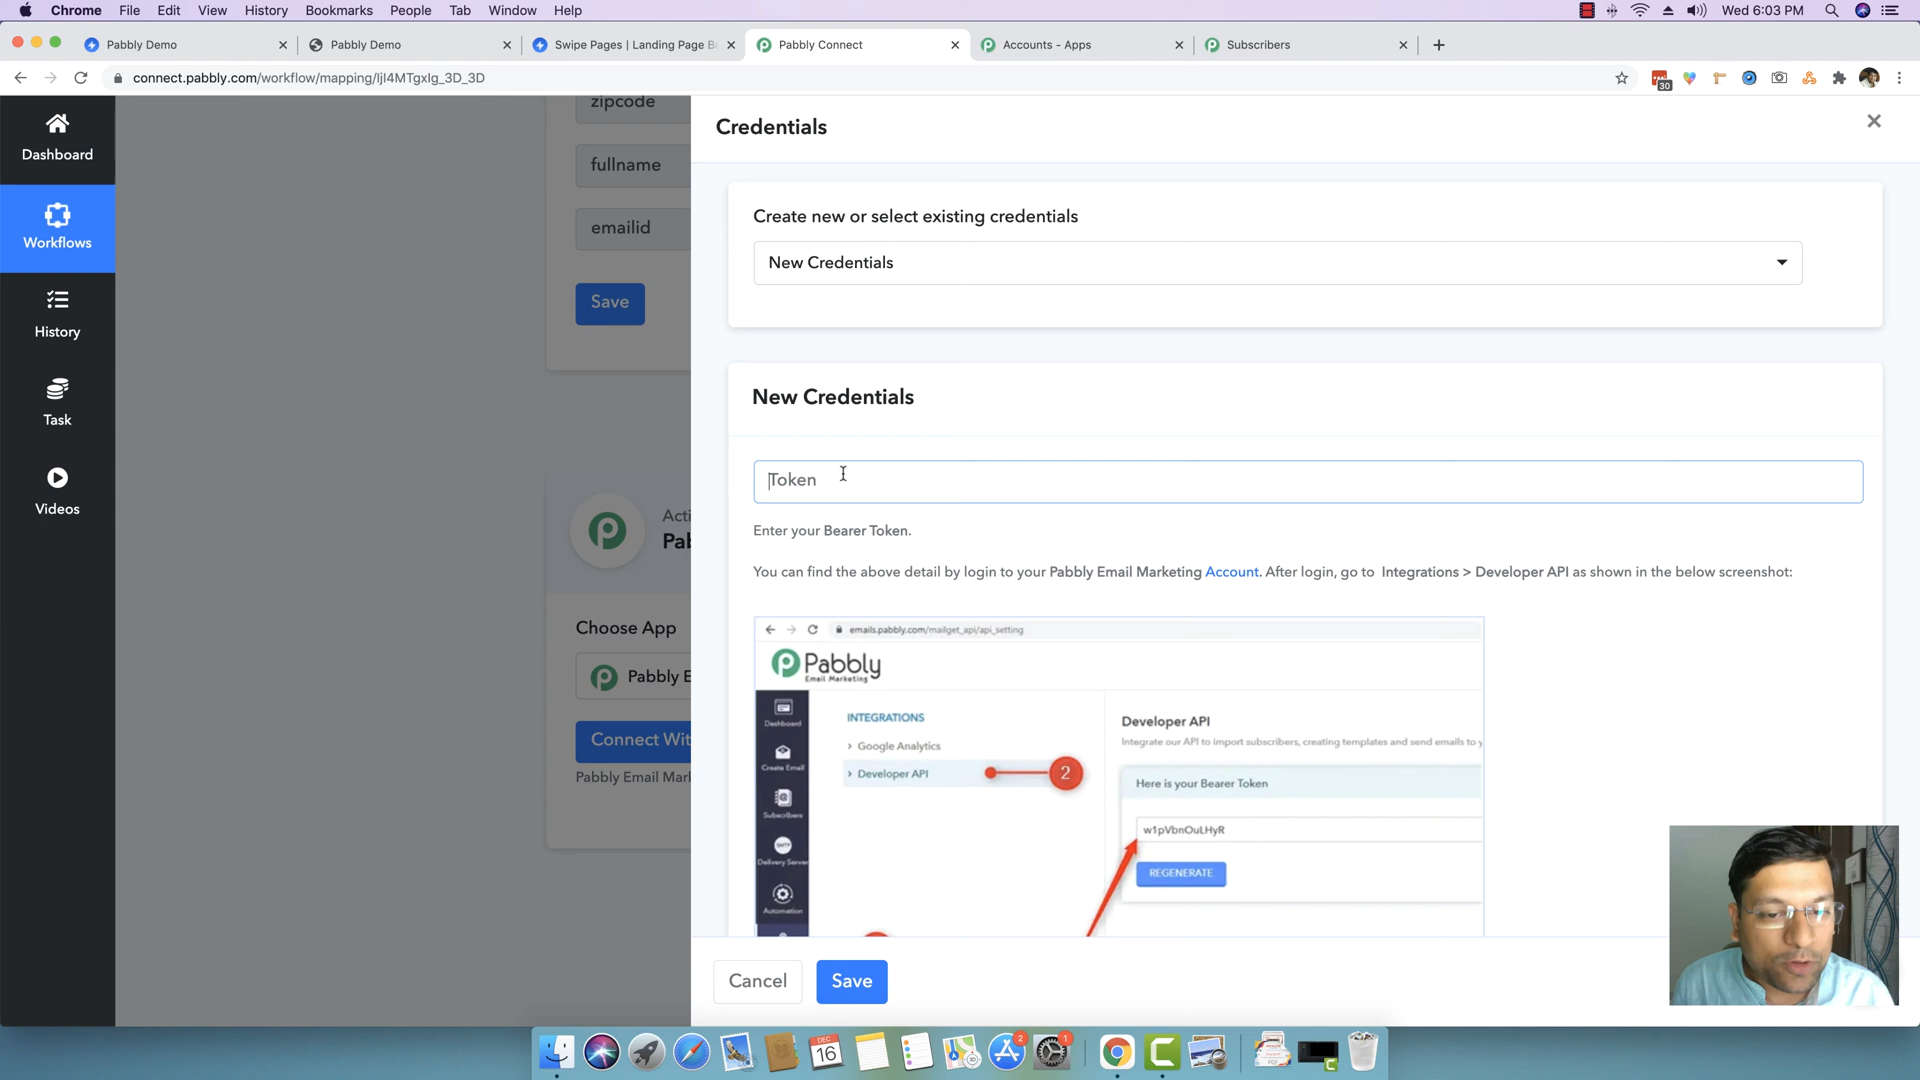 Chrome File Edit View History Bookmarks People Tab Window Help Wed 6:03 PM
Pabbly Demo Pabbly Demo Swipe Pages | Landing Page B Pabbly Connect Accounts - Apps Subscribers
connect.pabbly.com/workflow/mapping/ljI4MTgxIg_3D_3D 30
Dashboard
Workflows
History
Task
Videos
zipcode
fullname
emailid
Save
Acti
Pab
Choose App
Pabbly E
Connect Wit
Pabbly Email Mar
Credentials
Create new or select existing credentials
New Credentials
New Credentials
Token
Enter your Bearer Token.
You can find the above detail by login to your Pabbly Email Marketing Account. After login, go to Integrations > Developer API as shown in the below screenshot:
emails.pabbly.com/mailget_api/api_setting
Pabbly
Email Marketing
Dashboard
Create Email
Subscribers
SMTP
Delivery Server
Automation
INTEGRATIONS
Google Analytics
Developer API
2
Developer API
Integrate our API to import subscribers, creating templates and send emails to y
Here is your Bearer Token
w1pVbnOuLHyR
REGENERATE
Cancel Save
DEC
16
30
2
1